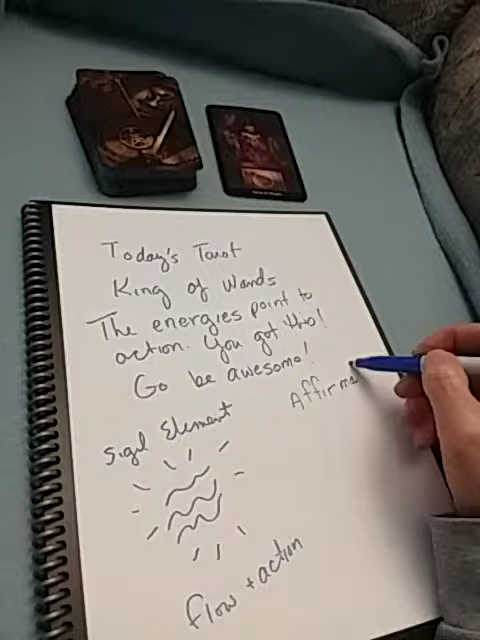 Today's Tarot
King of Wands
The energies point to
action. You got this!
Go be awesome!
Affirma
Sigil Element
flow + action